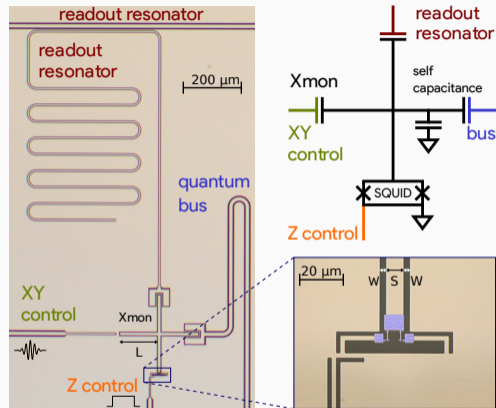 readout resonator
readout
resonator
200 µm
quantum
bus
XY
control
Xmon
L
Z control
readout
resonator
Xmon
self
capacitance
XY
control
bus
SQUID
Z control
20 µm
W S W